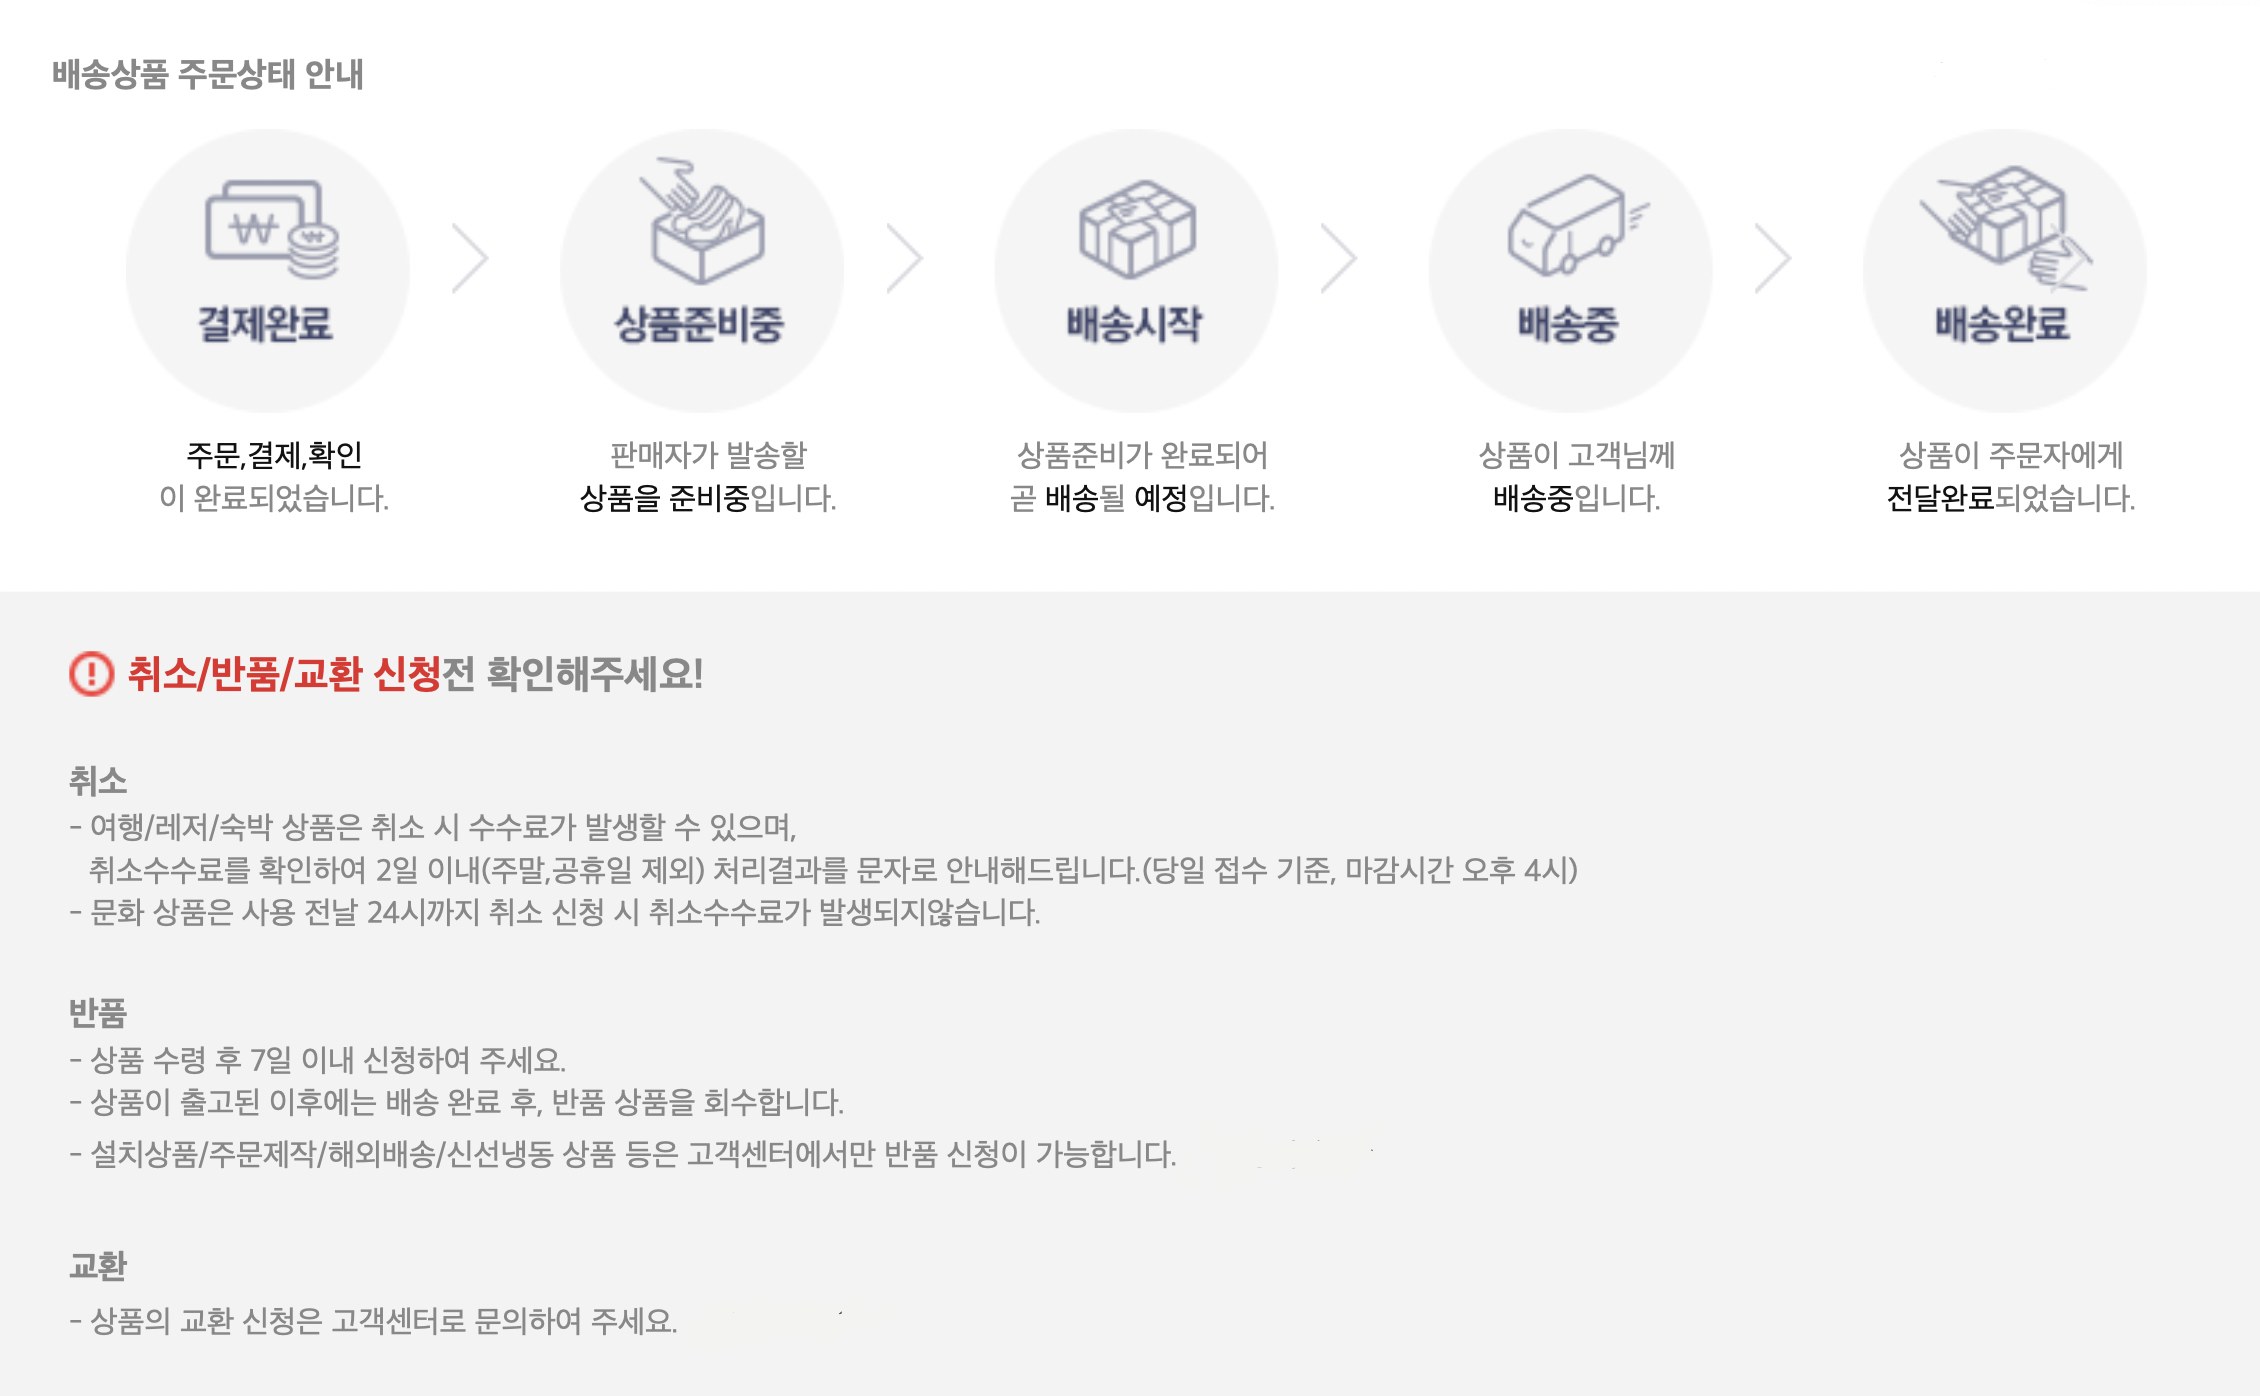 배송상품 주문상태 안내
결제완료
상품준비중
배송시작
배송중
배송완료
주문,결제,확인
이 완료되었습니다.
판매자가 발송할
상품을 준비중입니다.
상품준비가 완료되어
곧 배송될 예정입니다.
상품이 고객님께
배송중입니다.
상품이 주문자에게
전달완료되었습니다.
취소/반품/교환 신청전 확인해주세요!
취소
- 여행/레저/숙박 상품은 취소 시 수수료가 발생할 수 있으며,
취소수수료를 확인하여 2일 이내(주말,공휴일 제외) 처리결과를 문자로 안내해드립니다.(당일 접수 기준, 마감시간 오후 4시)
- 문화 상품은 사용 전날 24시까지 취소 신청 시 취소수수료가 발생되지않습니다.
반품
- 상품 수령 후 7일 이내 신청하여 주세요.
- 상품이 출고된 이후에는 배송 완료 후, 반품 상품을 회수합니다.
- 설치상품/주문제작/해외배송/신선냉동 상품 등은 고객센터에서만 반품 신청이 가능합니다.
교환
- 상품의 교환 신청은 고객센터로 문의하여 주세요.